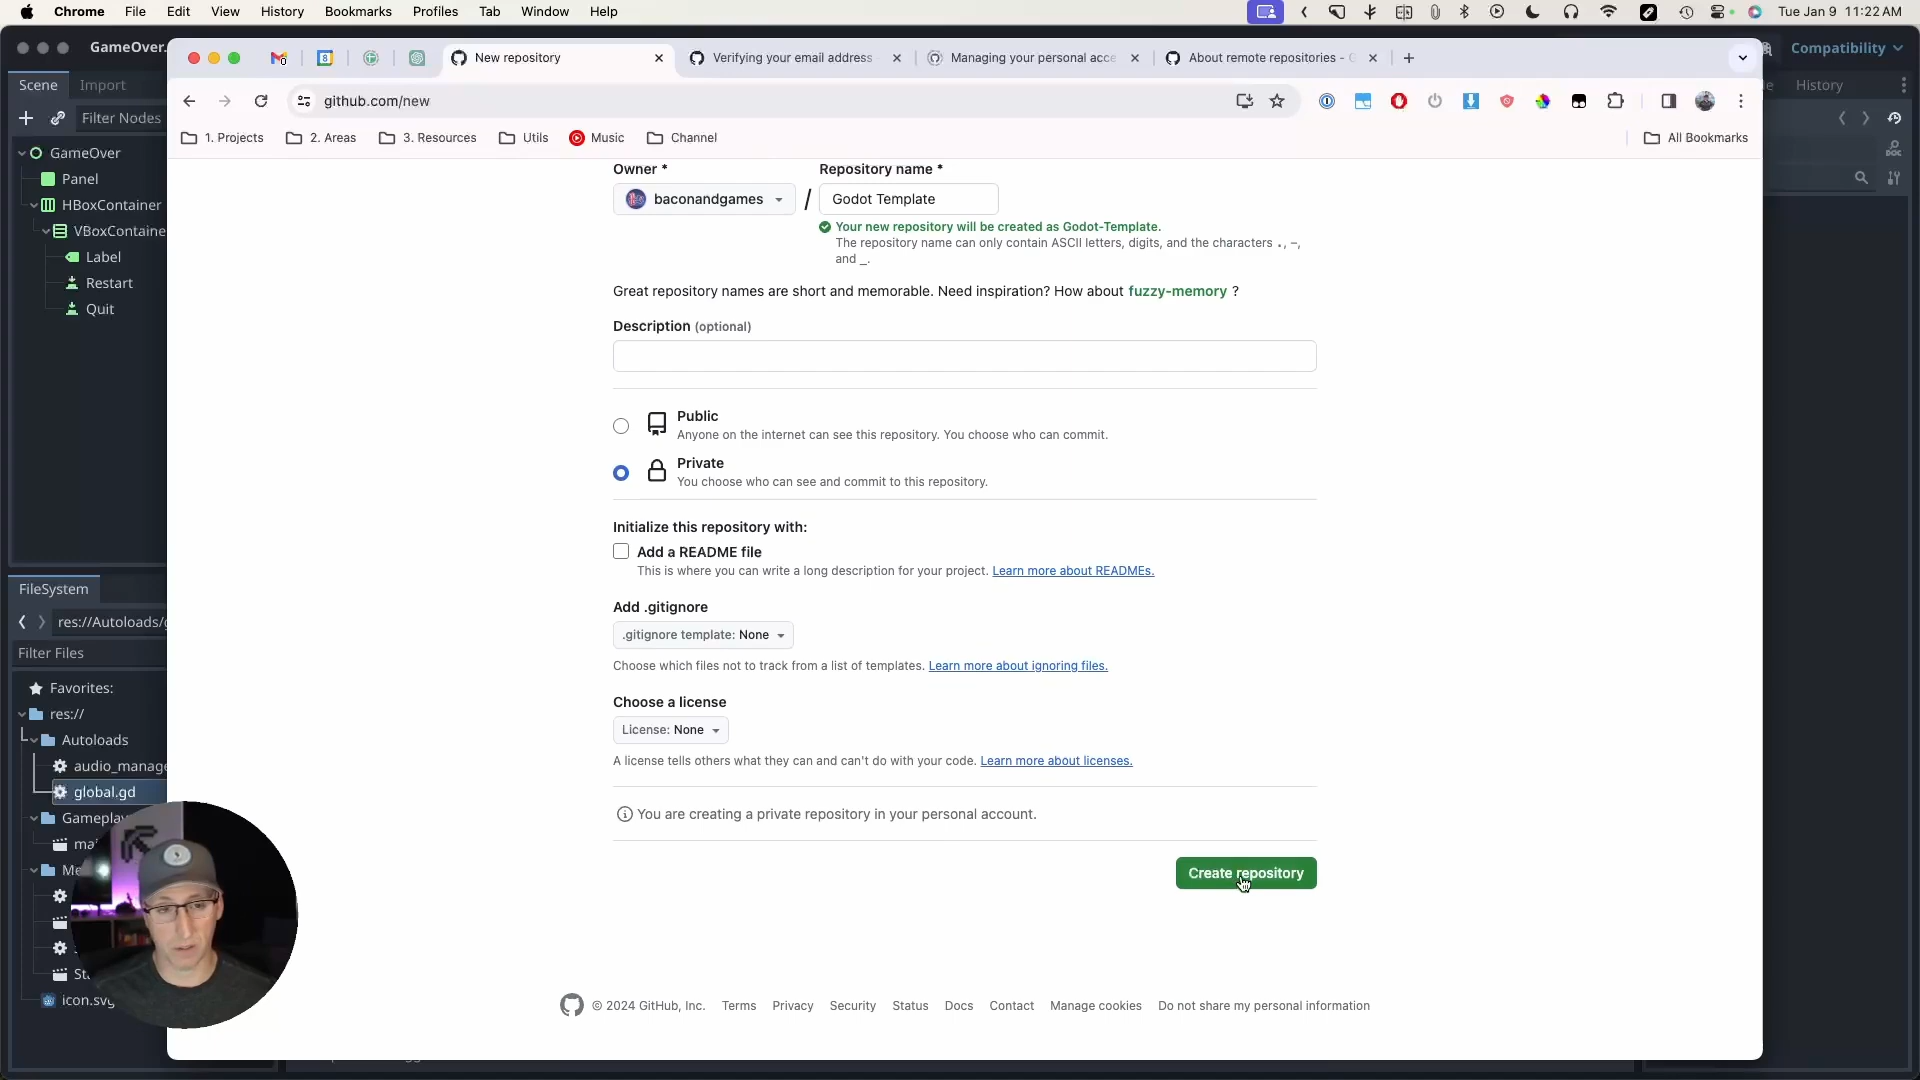 Chrome File Edit View History Bookmarks Profiles Tab Window Help
Tue Jan 9 11:22 AM
GameOver.
Compatibility
Scene Import
History
Filter Nodes
GameOver
Panel
HBoxContainer
VBoxContaine
Label
Restart
Quit
FileSystem
res://Autoloads/g
Filter Files
Favorites:
res://
Autoloads
audio_manage
global.gd
Gameplay
mai
Me
Sta
icon.svg
New repository
Verifying your email address
Managing your personal acce
About remote repositories - G
github.com/new
1. Projects 2. Areas 3. Resources Utils Music Channel
All Bookmarks
Owner * Repository name *
baconandgames / Godot Template
Your new repository will be created as Godot-Template.
The repository name can only contain ASCII letters, digits, and the characters ., -,
and _.
Great repository names are short and memorable. Need inspiration? How about fuzzy-memory ?
Description (optional)
Public
Anyone on the internet can see this repository. You choose who can commit.
Private
You choose who can see and commit to this repository.
Initialize this repository with:
Add a README file
This is where you can write a long description for your project. Learn more about READMEs.
Add .gitignore
.gitignore template: None
Choose which files not to track from a list of templates. Learn more about ignoring files.
Choose a license
License: None
A license tells others what they can and can't do with your code. Learn more about licenses.
You are creating a private repository in your personal account.
Create repository
© 2024 GitHub, Inc. Terms Privacy Security Status Docs Contact Manage cookies Do not share my personal information